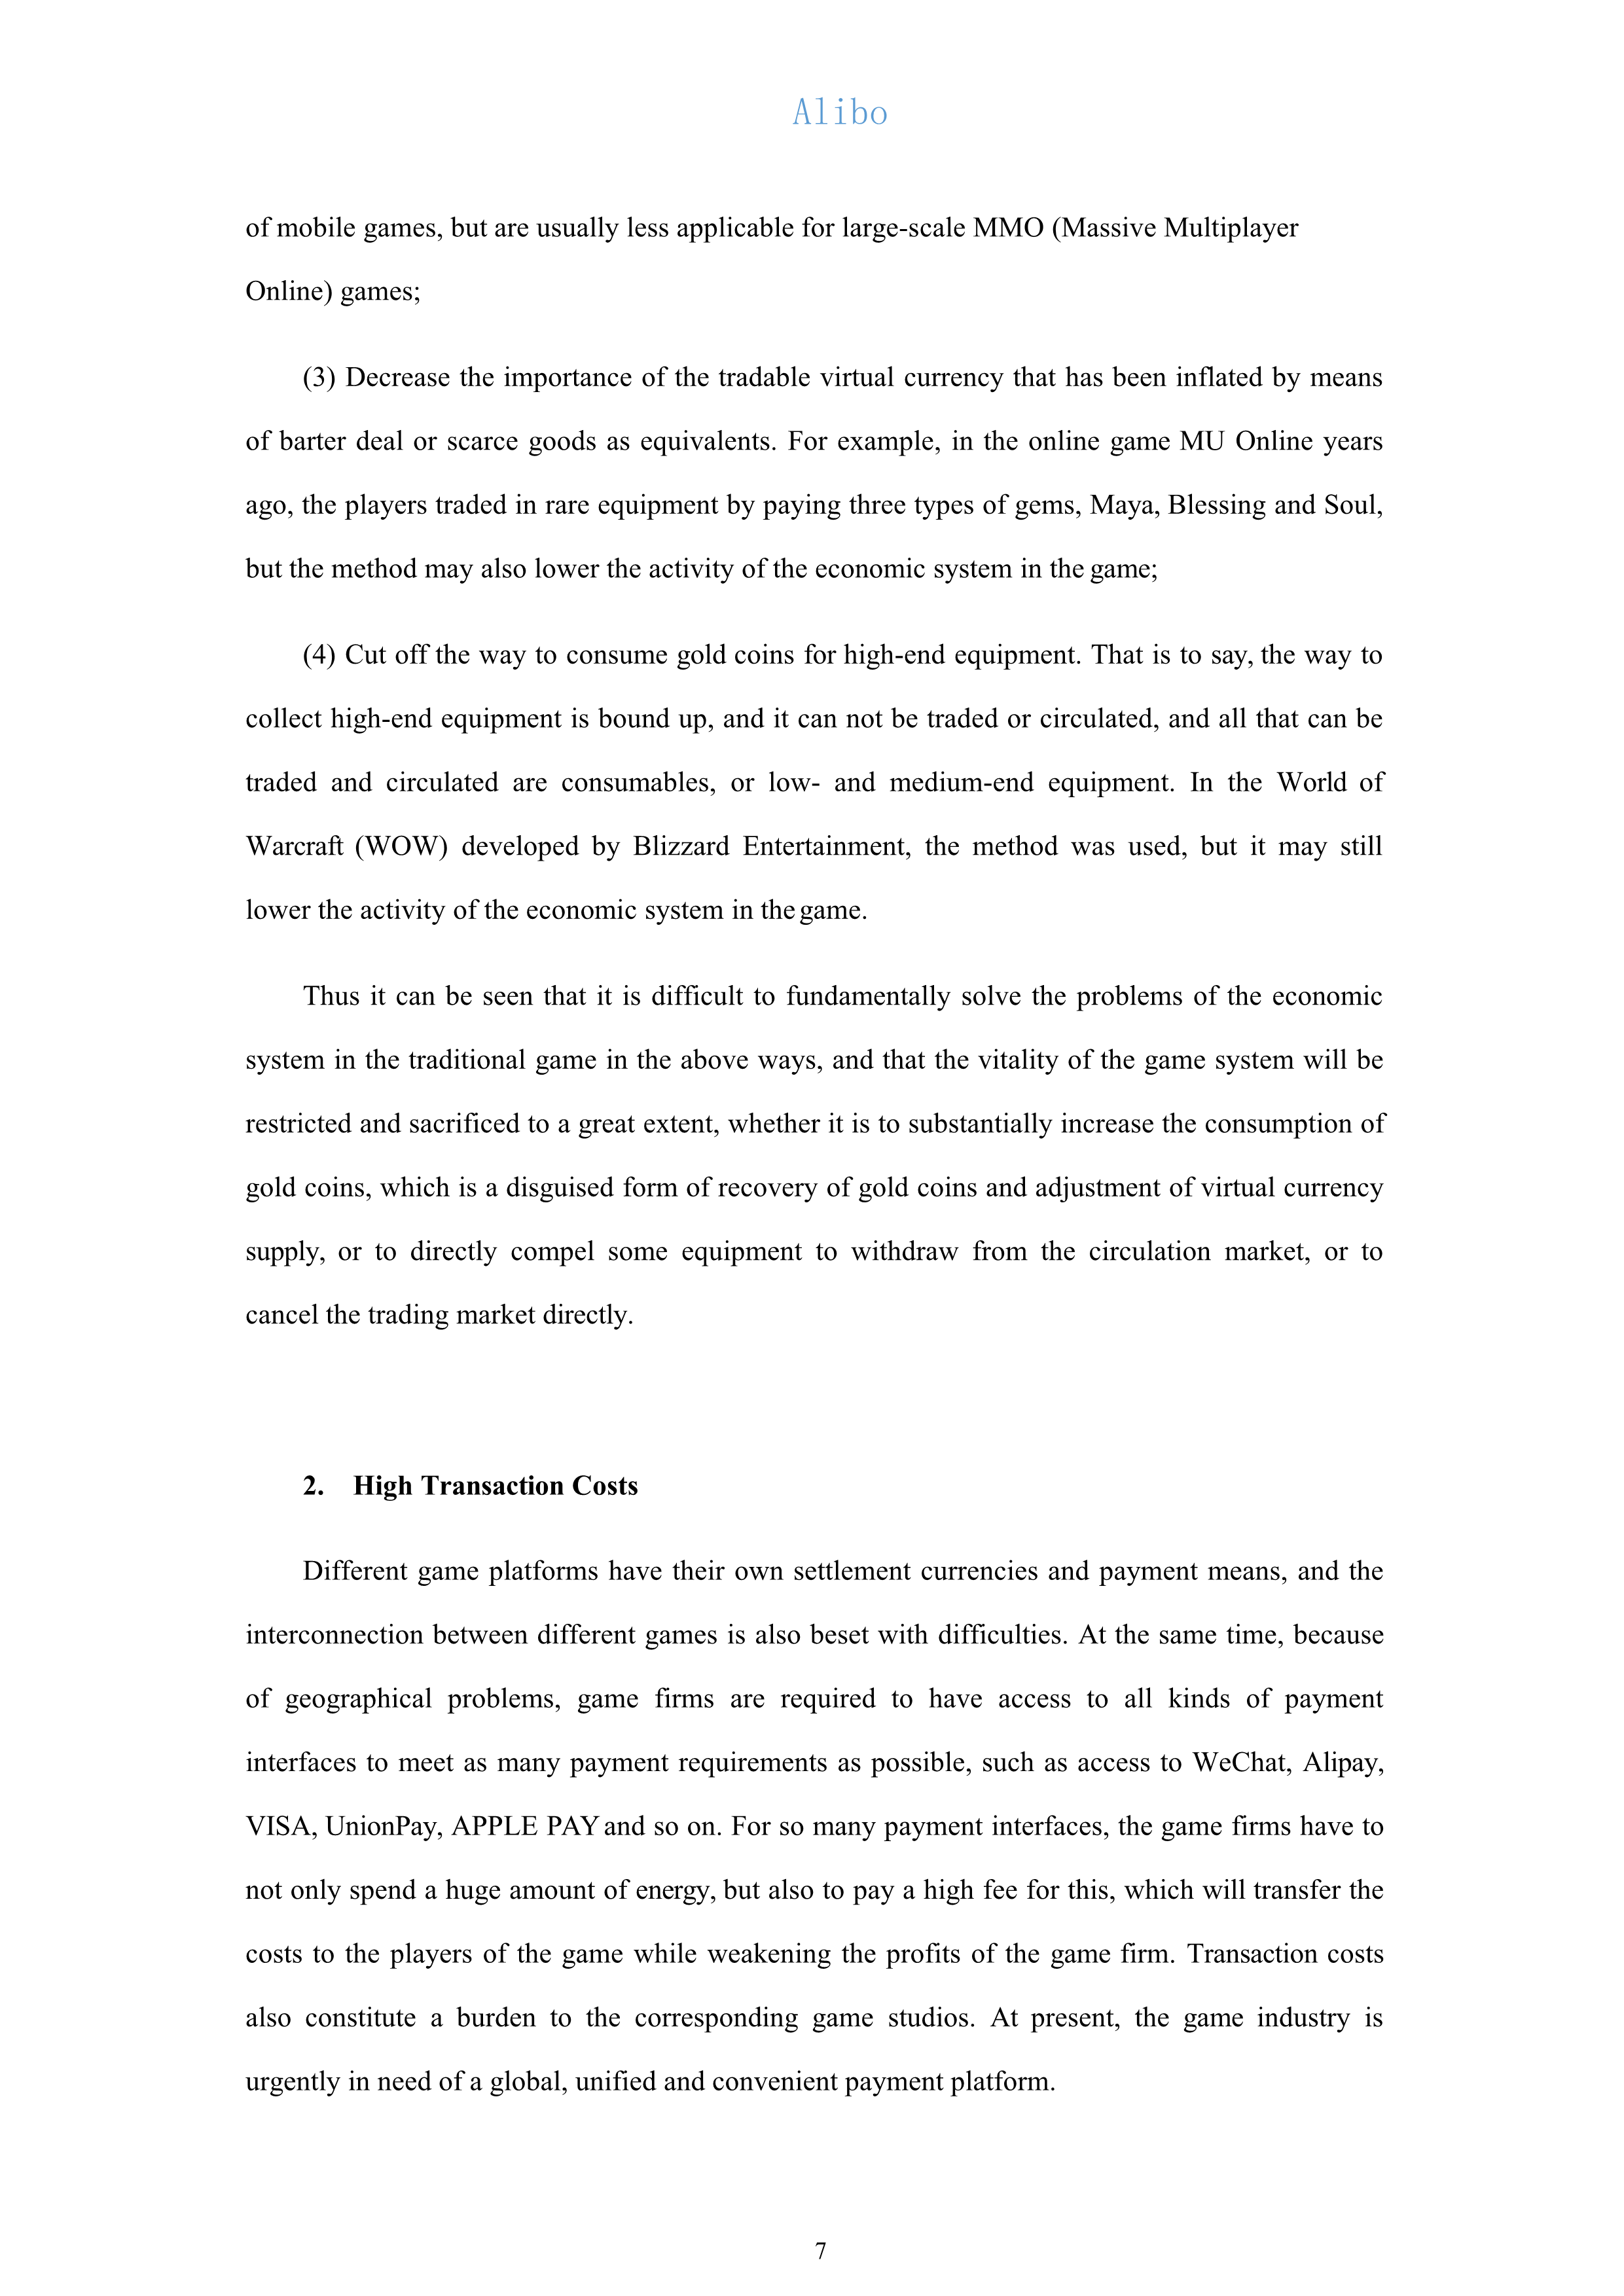 Alibo
of mobile games, but are usually less applicable for large-scale MMO (Massive Multiplayer
Online) games;
(3) Decrease the importance of the tradable virtual currency that has been inflated by means
of barter deal or scarce goods as equivalents. For example, in the online game MU Online years
ago, the players traded in rare equipment by paying three types of gems, Maya, Blessing and Soul,
but the method may also lower the activity of the economic system in the game;
(4) Cut off the way to consume gold coins for high-end equipment. That is to say, the way to
collect high-end equipment is bound up, and it can not be traded or circulated, and all that can be
traded and circulated are consumables, or low- and medium-end equipment. In the World of
Warcraft (WOW) developed by Blizzard Entertainment, the method was used, but it may still
lower the activity of the economic system in the game.
Thus it can be seen that it is difficult to fundamentally solve the problems of the economic
system in the traditional game in the above ways, and that the vitality of the game system will be
restricted and sacrificed to a great extent, whether it is to substantially increase the consumption of
gold coins, which is a disguised form of recovery of gold coins and adjustment of virtual currency
supply, or to directly compel some equipment to withdraw from the circulation market, or to
cancel the trading market directly.
2. High Transaction Costs
Different game platforms have their own settlement currencies and payment means, and the
interconnection between different games is also beset with difficulties. At the same time, because
of geographical problems, game firms are required to have access to all kinds of payment
interfaces to meet as many payment requirements as possible, such as access to WeChat, Alipay,
VISA, UnionPay, APPLE PAY and so on. For so many payment interfaces, the game firms have to
not only spend a huge amount of energy, but also to pay a high fee for this, which will transfer the
costs to the players of the game while weakening the profits of the game firm. Transaction costs
also constitute a burden to the corresponding game studios. At present, the game industry is
urgently in need of a global, unified and convenient payment platform.
7